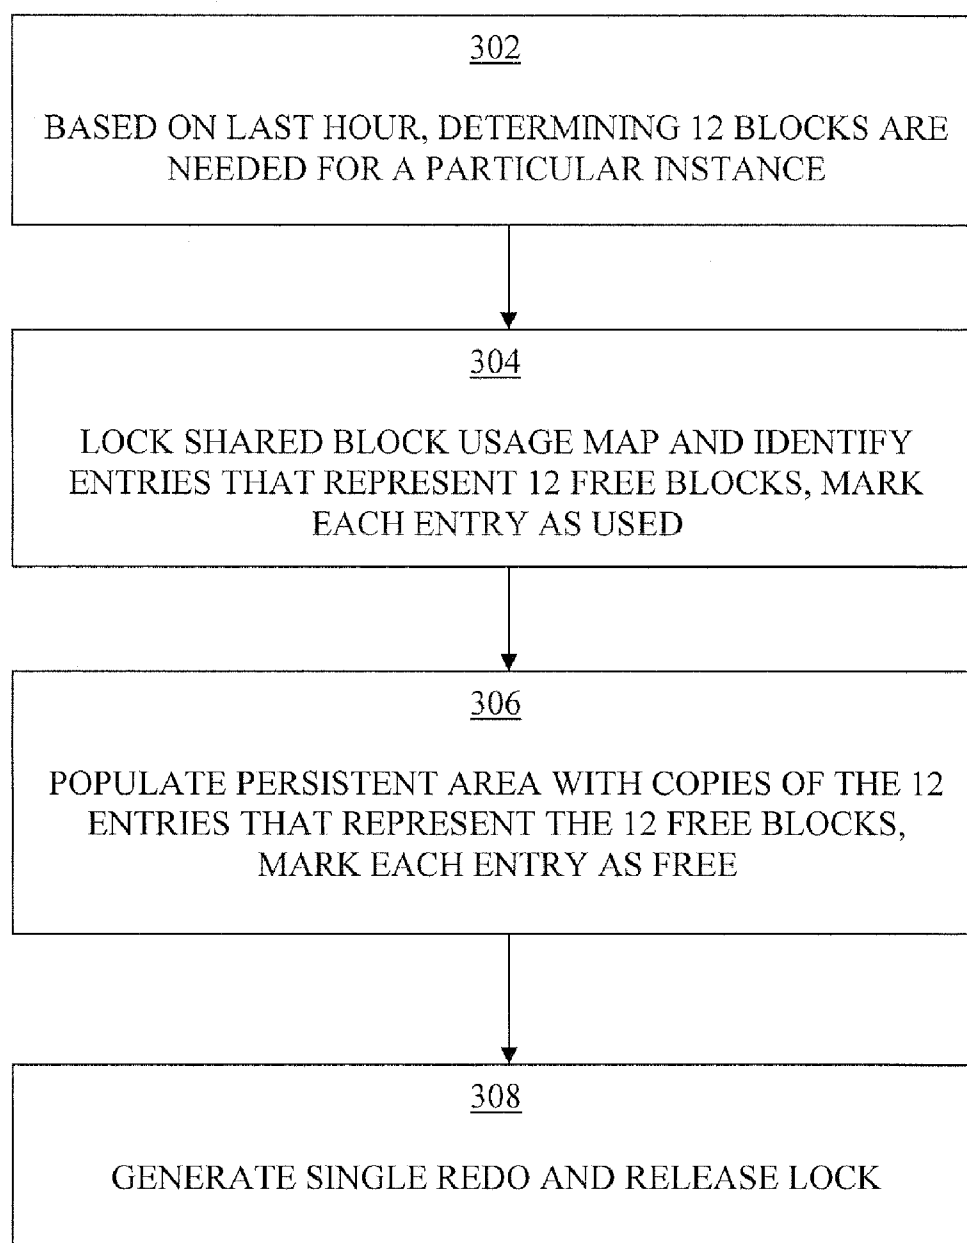 302
BASED ON LAST HOUR, DETERMINING 12 BLOCKS ARE
NEEDED FOR A PARTICULAR INSTANCE
304
LOCK SHARED BLOCK USAGE MAP AND IDENTIFY
ENTRIES THAT REPRESENT 12 FREE BLOCKS, MARK
EACH ENTRY AS USED
306
POPULATE PERSISTENT AREA WITH COPIES OF THE 12
ENTRIES THAT REPRESENT THE 12 FREE BLOCKS,
MARK EACH ENTRY AS FREE
308
GENERATE SINGLE REDO AND RELEASE LOCK